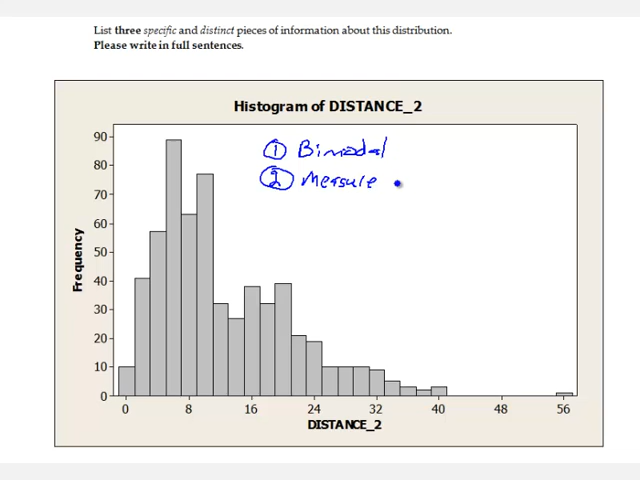 List three specific and distinct pieces of information about this distribution.
Please write in full sentences.
Histogram of DISTANCE_2
① Bimodal
② Measure
90
80
70
60
50
40
30
20
10
0
Frequency
0 8 16 24 32 40 48 56
DISTANCE_2